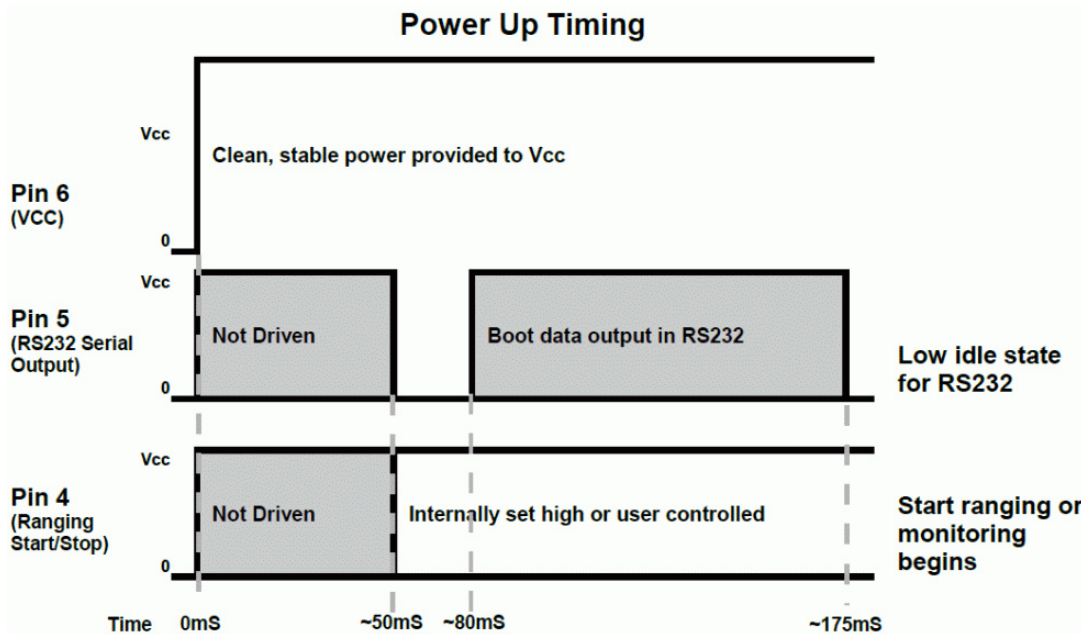 Power Up Timing
Vcc
Clean, stable power provided to Vcc
Pin 6
(VCC)
0
Vcc
Pin 5
(RS232 Serial
Output)
Not Driven
Boot data output in RS232
0
Low idle state
for RS232
Vcc
Pin 4
(Ranging
Start/Stop)
Not Driven
Internally set high or user controlled
0
Start ranging or
monitoring
begins
Time 0mS ~50mS ~80mS ~175mS